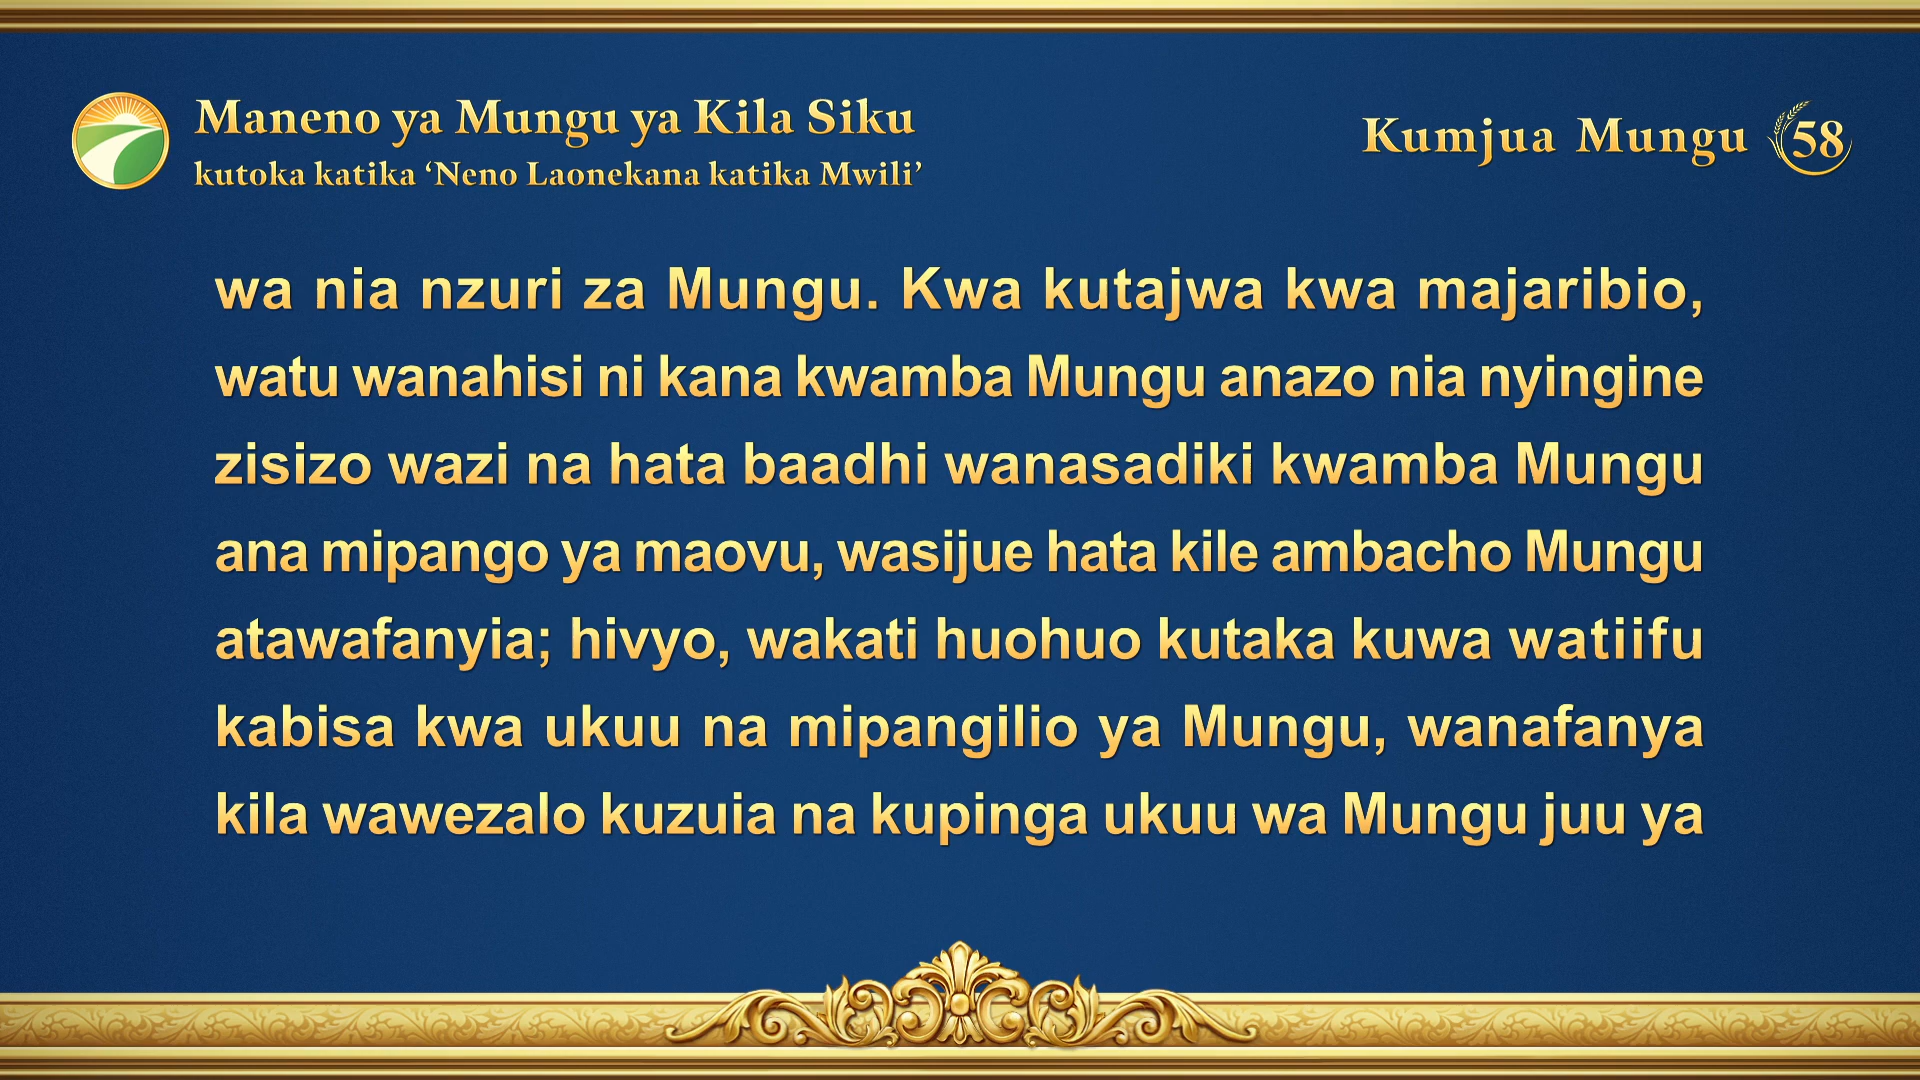 Maneno ya Mungu ya Kila Siku
kutoka katika ‘Neno Laonekana katika Mwili’
Kumjua Mungu 58
wa nia nzuri za Mungu. Kwa kutajwa kwa majaribio,
watu wanahisi ni kana kwamba Mungu anazo nia nyingine
zisizo wazi na hata baadhi wanasadiki kwamba Mungu
ana mipango ya maovu, wasijue hata kile ambacho Mungu
atawafanyia; hivyo, wakati huohuo kutaka kuwa watiifu
kabisa kwa ukuu na mipangilio ya Mungu, wanafanya
kila wawezalo kuzuia na kupinga ukuu wa Mungu juu ya